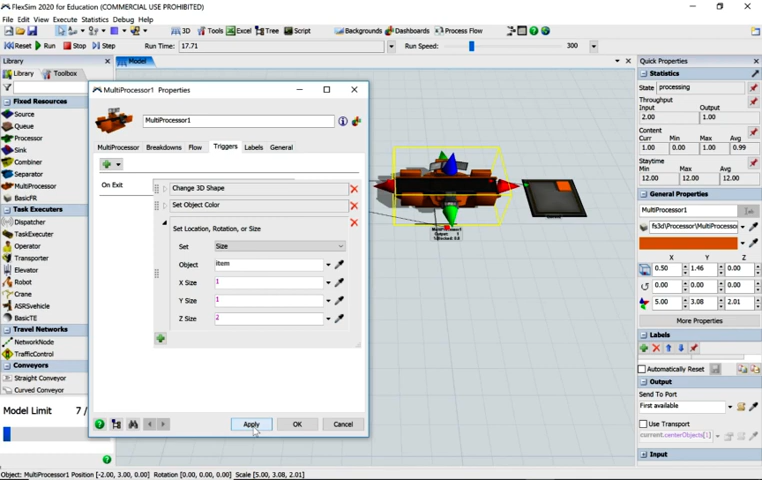 FlexSim 2020 for Education (COMMERCIAL USE PROHIBITED)
File Edit View Execute Statistics Debug Help
3D Tools Excel Tree Script Backgrounds Dashboards Process Flow
Reset Run Stop Step Run Time: 17.71 Run Speed: 300
Library
Library Toolbox
Fixed Resources
Source
Queue
Processor
Sink
Combiner
Separator
MultiProcessor
BasicFR
Task Executers
Dispatcher
TaskExecuter
Operator
Transporter
Elevator
Robot
Crane
ASRSvehicle
BasicTE
Travel Networks
NetworkNode
TrafficControl
Conveyors
Straight Conveyor
Curved Conveyor
Model Limit 7 /
Model
MultiProcessor1 Properties
MultiProcessor1
MultiProcessor Breakdowns Flow Triggers Labels General
On Exit
Change 3D Shape
Set Object Color
Set Location, Rotation, or Size
Set Size
Object item
X Size 1
Y Size 1
Z Size 2
Apply OK Cancel
Quick Properties
Statistics
State processing
Throughput
Input Output
2.00 1.00
Content
Curr Min Max Avg
1.00 0.00 1.00 0.99
Staytime
Min Max Avg
12.00 12.00 12.00
General Properties
MultiProcessor1
fs3d\Processor\MultiProcessor
X Y Z
0.50 1.46 0.00
0.00 0.00 0.00
5.00 3.08 2.01
More Properties
Labels
Automatically Reset
Output
Send To Port
First available
Use Transport
current.centerObjects[1]
Input
Object: MultiProcessor1 Position [-2.00, 3.00, 0.00] Rotation [0.00, 0.00, 0.00] Scale [5.00, 3.08, 2.01]